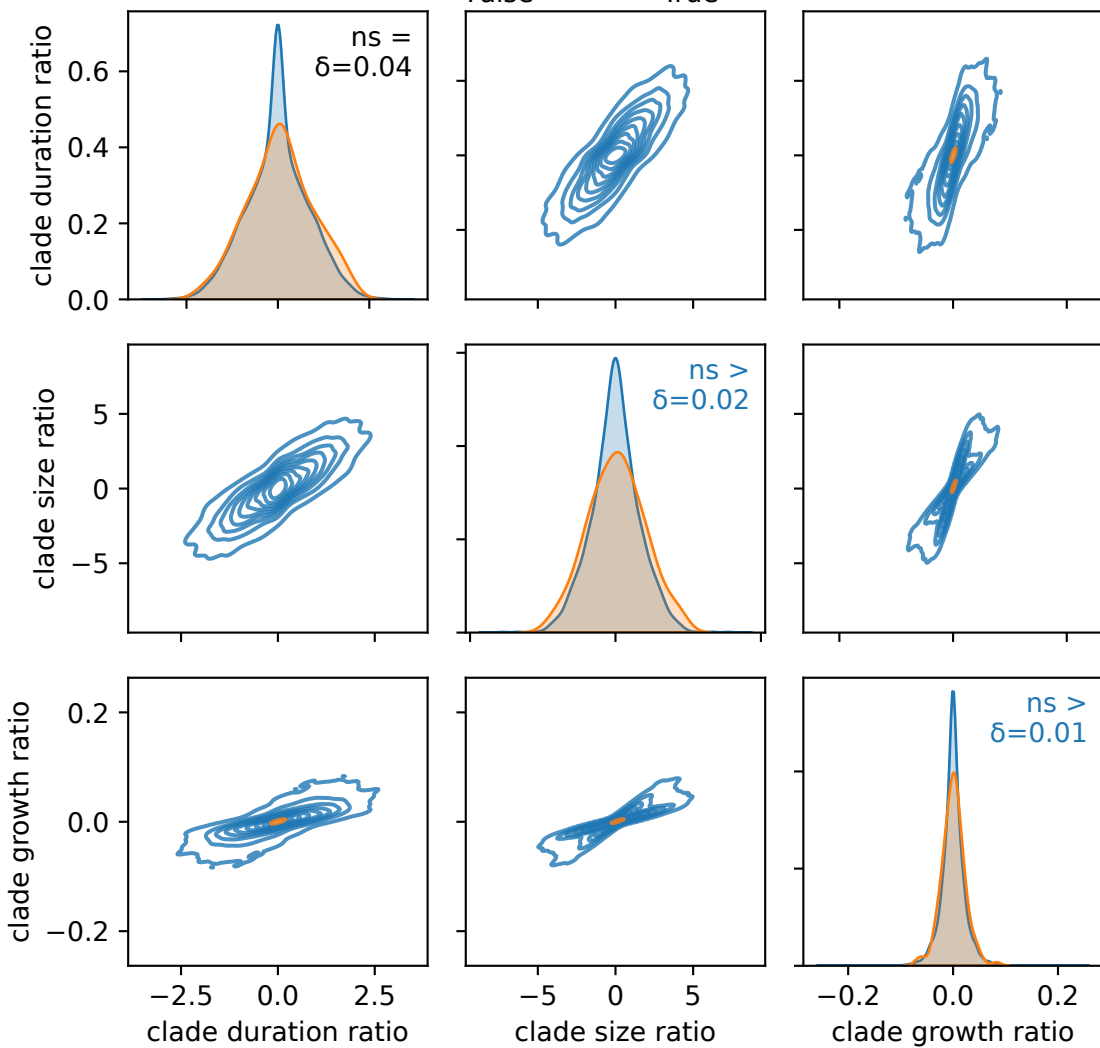 clade duration ratio
0.6
0.4
0.2
0.0
ns =
δ=0.04
clade size ratio
5
0
−5
ns >
δ=0.02
clade growth ratio
0.2
0.0
−0.2
ns >
δ=0.01
−2.5 0.0 2.5
−5 0 5
−0.2 0.0 0.2
clade duration ratio
clade size ratio
clade growth ratio